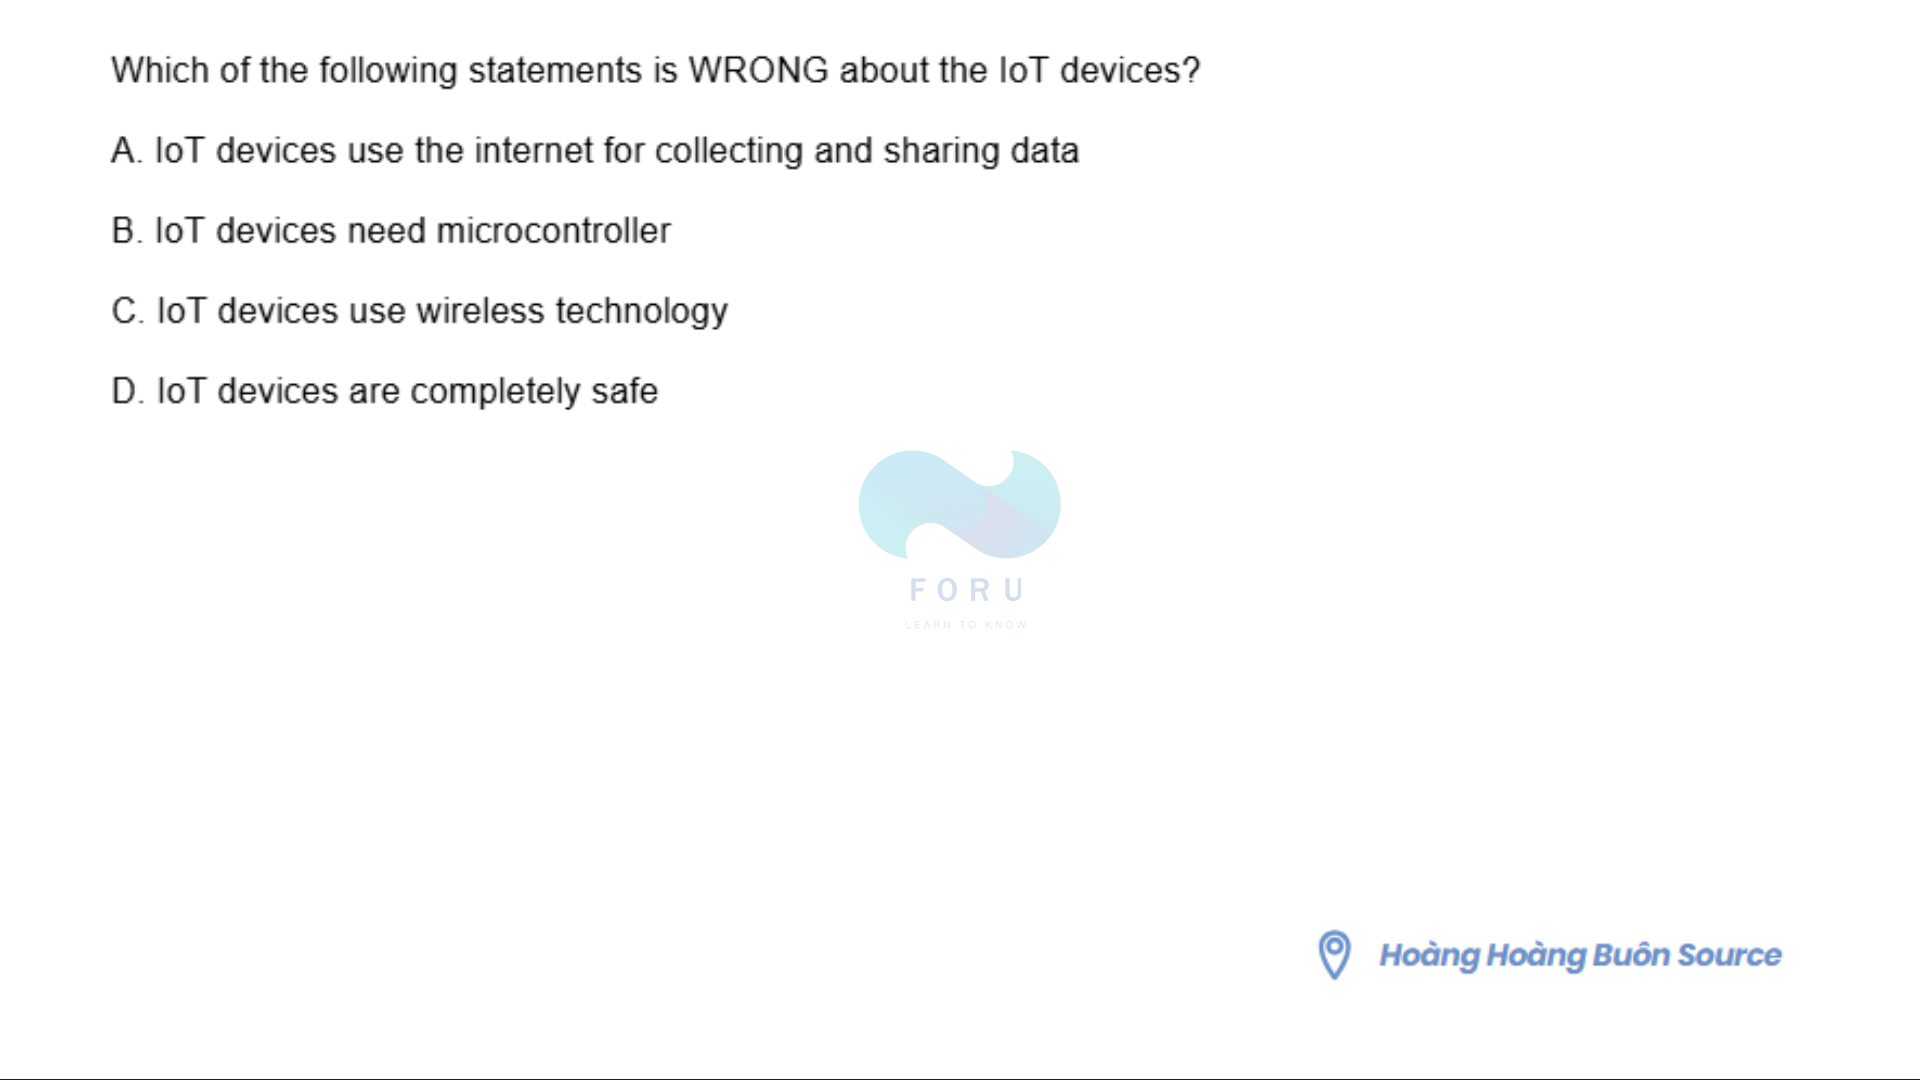 Which of the following statements is WRONG about the IoT devices?
A. IoT devices use the internet for collecting and sharing data
B. IoT devices need microcontroller
C. IoT devices use wireless technology
D. IoT devices are completely safe
FORU
LEARN TO KNOW
Hoàng Hoàng Buôn Source